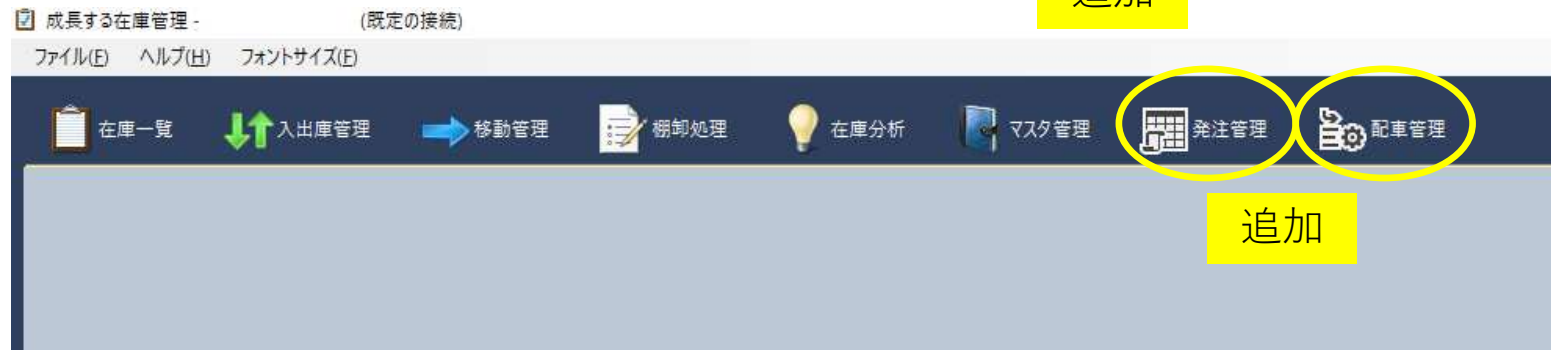 追加
成長する在庫管理 - (既定の接続)
ファイル(F) ヘルプ(H) フォントサイズ(F)
在庫一覧 入出庫管理 移動管理 棚卸処理 在庫分析 マスタ管理 発注管理 配車管理
追加